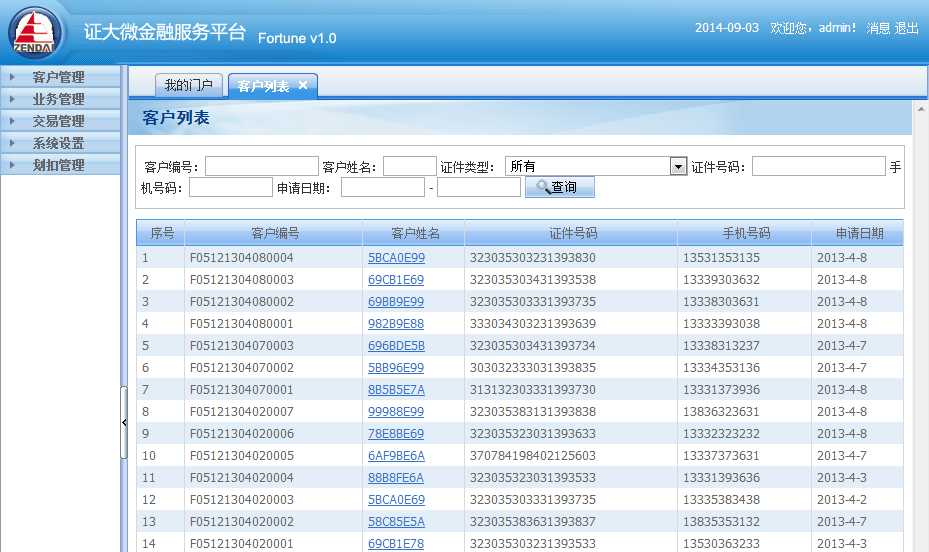 ZENDAI
证大微金融服务平台 Fortune v1.0
2014-09-03 欢迎您，admin! 消息 退出
客户管理
业务管理
交易管理
系统设置
划扣管理
我的门户 客户列表 ×
客户列表
客户编号： 客户姓名： 证件类型： 所有 证件号码： 手
机号码： 申请日期： - 查询
序号 客户编号 客户姓名 证件号码 手机号码 申请日期
1 F05121304080004 5BCA0E99 323035303231393830 13531353135 2013-4-8
2 F05121304080003 69CB1E69 323035303431393538 13339303632 2013-4-8
3 F05121304080002 69BB9E99 323035303331393735 13338303631 2013-4-8
4 F05121304080001 982B9E88 333034303231393639 13333393038 2013-4-8
5 F05121304070003 696BDE5B 323035303431393734 13338313237 2013-4-7
6 F05121304070002 5BB96E99 303032333031393835 13334353136 2013-4-7
7 F05121304070001 8B5B5E7A 313132303331393730 13331373936 2013-4-8
8 F05121304020007 99988E99 323035383131393838 13836323631 2013-4-8
9 F05121304020006 78E8BE69 323035323031393633 13332323232 2013-4-8
10 F05121304020005 6AF9BE6A 370784198402125603 13337373631 2013-4-7
11 F05121304020004 88B8FE6A 323035323031393533 13331393636 2013-4-3
12 F05121304020003 5BCA0E69 323035303331393735 13335383438 2013-4-2
13 F05121304020002 58C85E5A 323035383631393837 13835353132 2013-4-7
14 F05121304020001 69CB1E78 323035323031393533 13530363233 2013-4-3